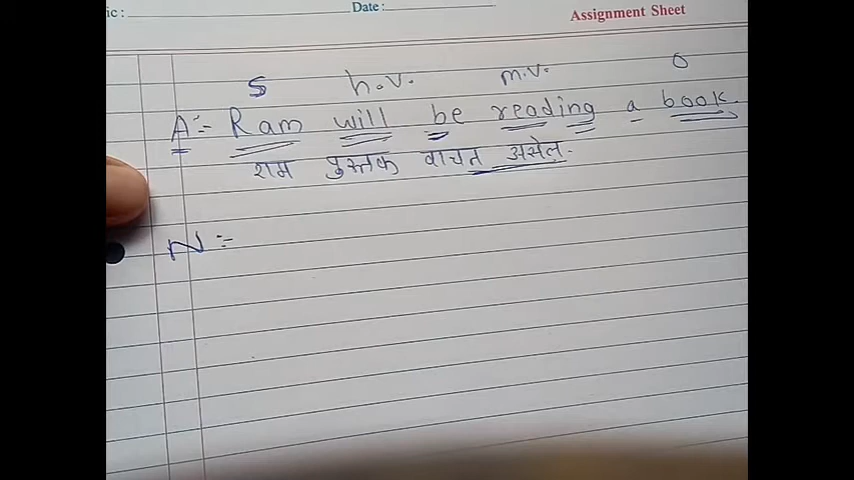 ic :
Date :
Assignment Sheet
S h.v. m.v. O
A :- Ram will be reading a book.
राम पुस्तक वाचत असेल.
N :-